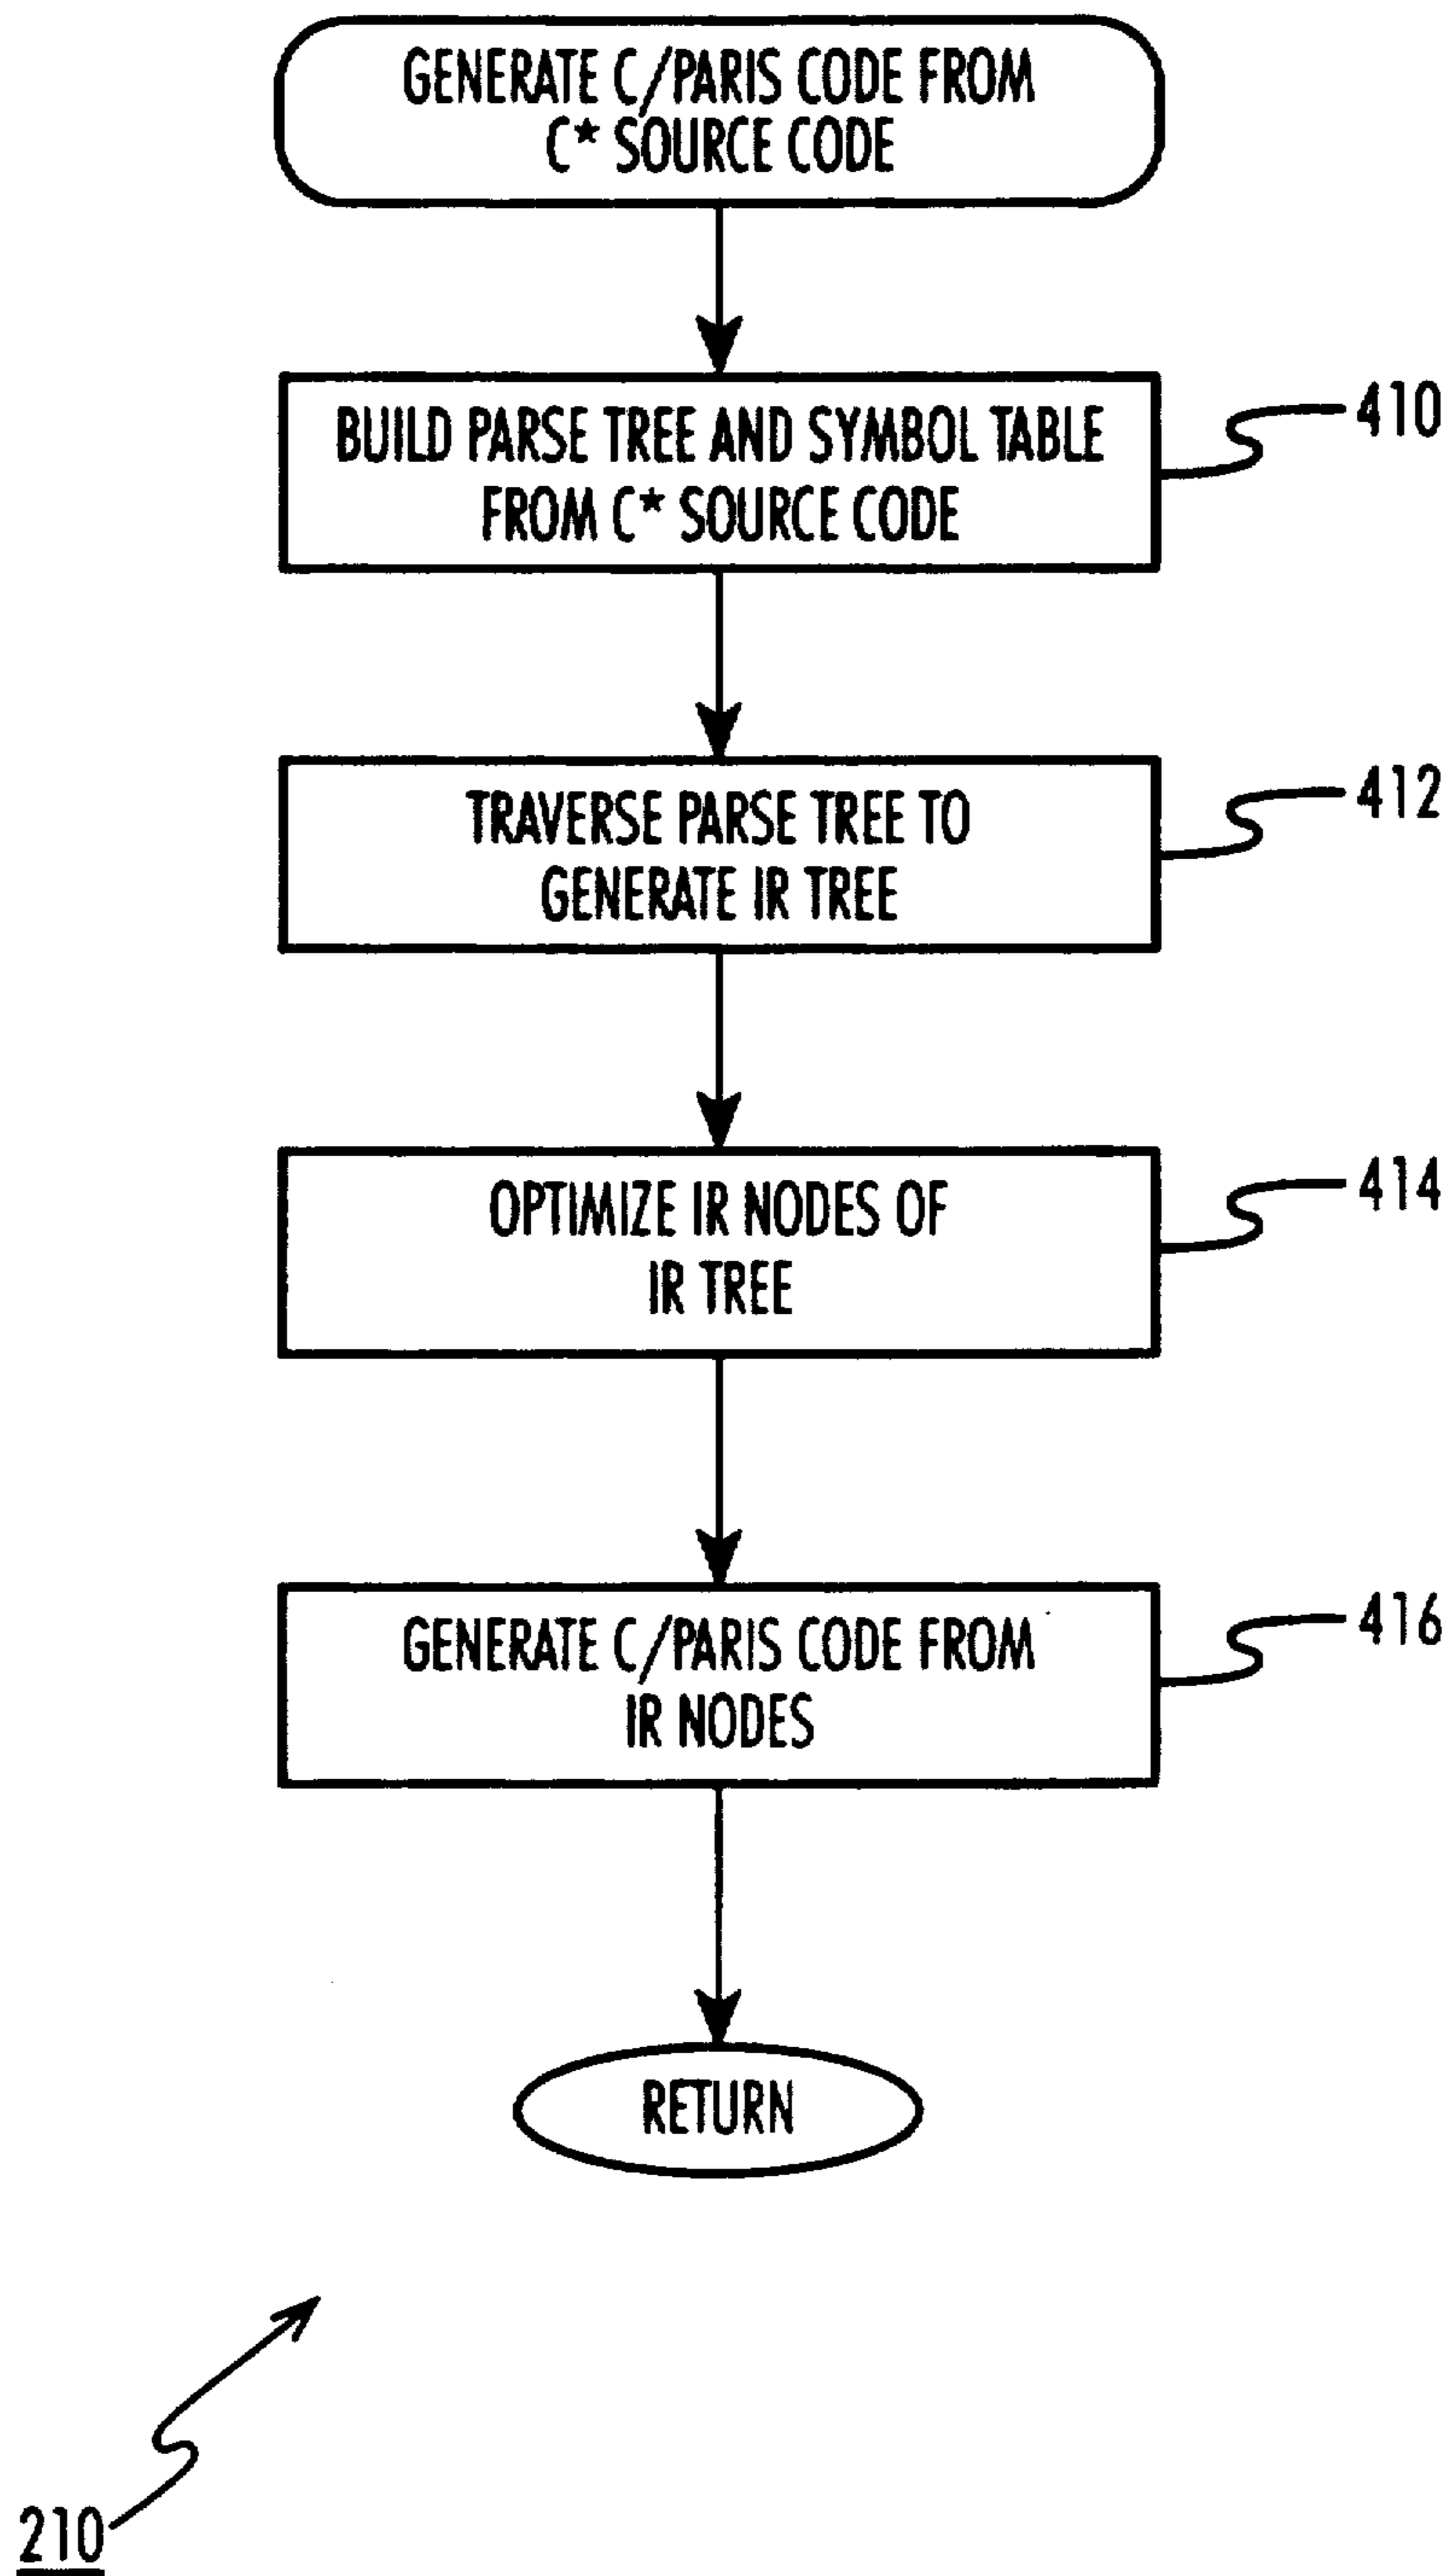 GENERATE C/PARIS CODE FROM
C* SOURCE CODE
BUILD PARSE TREE AND SYMBOL TABLE
FROM C* SOURCE CODE
410
TRAVERSE PARSE TREE TO
GENERATE IR TREE
412
OPTIMIZE IR NODES OF
IR TREE
414
GENERATE C/PARIS CODE FROM
IR NODES
416
RETURN
210